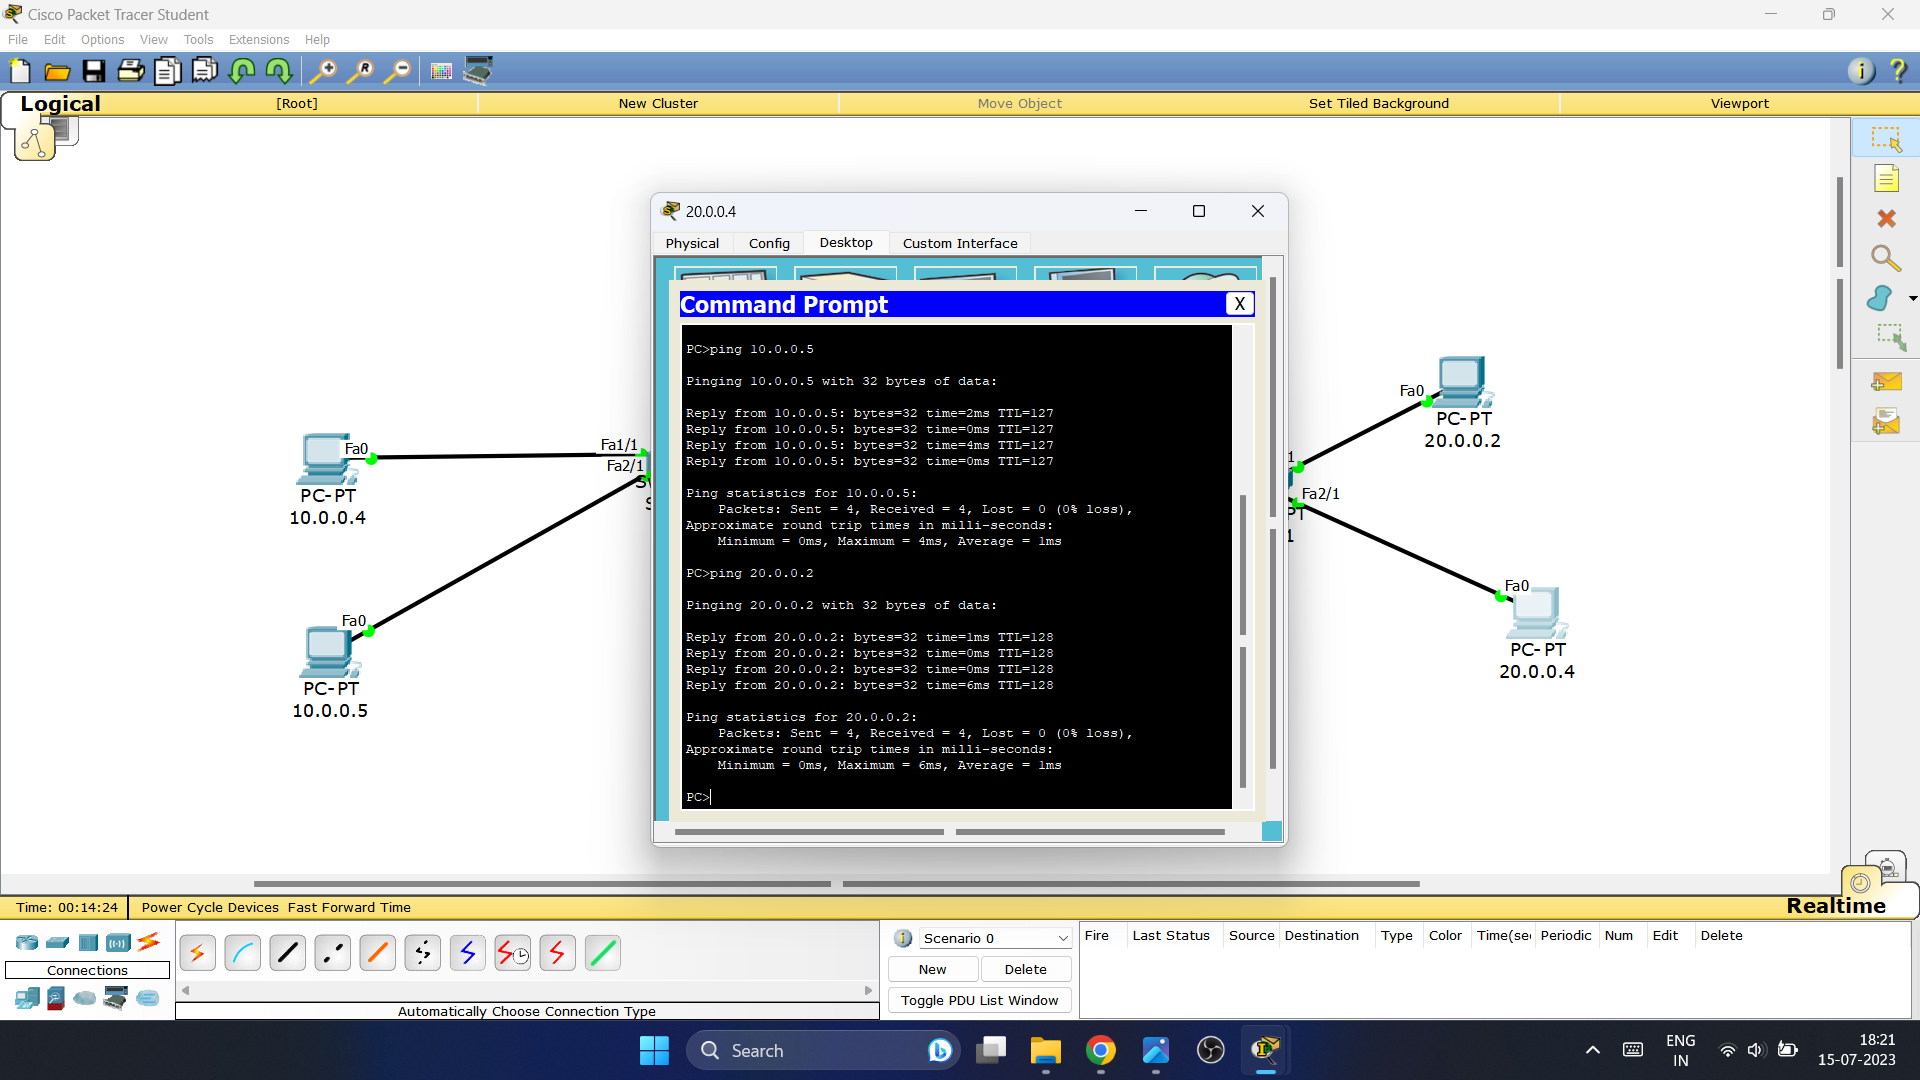 Cisco Packet Tracer Student
File Edit Options View Tools Extensions Help
Logical [Root] New Cluster Move Object Set Tiled Background Viewport
20.0.0.4
Physical Config Desktop Custom Interface
Command Prompt X
PC>ping 10.0.0.5
Pinging 10.0.0.5 with 32 bytes of data:
Reply from 10.0.0.5: bytes=32 time=2ms TTL=127
Reply from 10.0.0.5: bytes=32 time=0ms TTL=127
Reply from 10.0.0.5: bytes=32 time=4ms TTL=127
Reply from 10.0.0.5: bytes=32 time=0ms TTL=127
Ping statistics for 10.0.0.5:
Packets: Sent = 4, Received = 4, Lost = 0 (0% loss),
Approximate round trip times in milli-seconds:
Minimum = 0ms, Maximum = 4ms, Average = 1ms
PC>ping 20.0.0.2
Pinging 20.0.0.2 with 32 bytes of data:
Reply from 20.0.0.2: bytes=32 time=1ms TTL=128
Reply from 20.0.0.2: bytes=32 time=0ms TTL=128
Reply from 20.0.0.2: bytes=32 time=0ms TTL=128
Reply from 20.0.0.2: bytes=32 time=6ms TTL=128
Ping statistics for 20.0.0.2:
Packets: Sent = 4, Received = 4, Lost = 0 (0% loss),
Approximate round trip times in milli-seconds:
Minimum = 0ms, Maximum = 6ms, Average = 1ms
PC>
Fa0
PC-PT
10.0.0.4
Fa1/1
Fa2/1
Fa0
PC-PT
10.0.0.5
Fa0
PC-PT
20.0.0.2
1
Fa2/1
PT
1
Fa0
PC-PT
20.0.0.4
Time: 00:14:24 Power Cycle Devices Fast Forward Time Realtime
Connections
Automatically Choose Connection Type
Scenario 0
New Delete
Toggle PDU List Window
Fire Last Status Source Destination Type Color Time(sec Periodic Num Edit Delete
Search
ENG
IN
18:21
15-07-2023